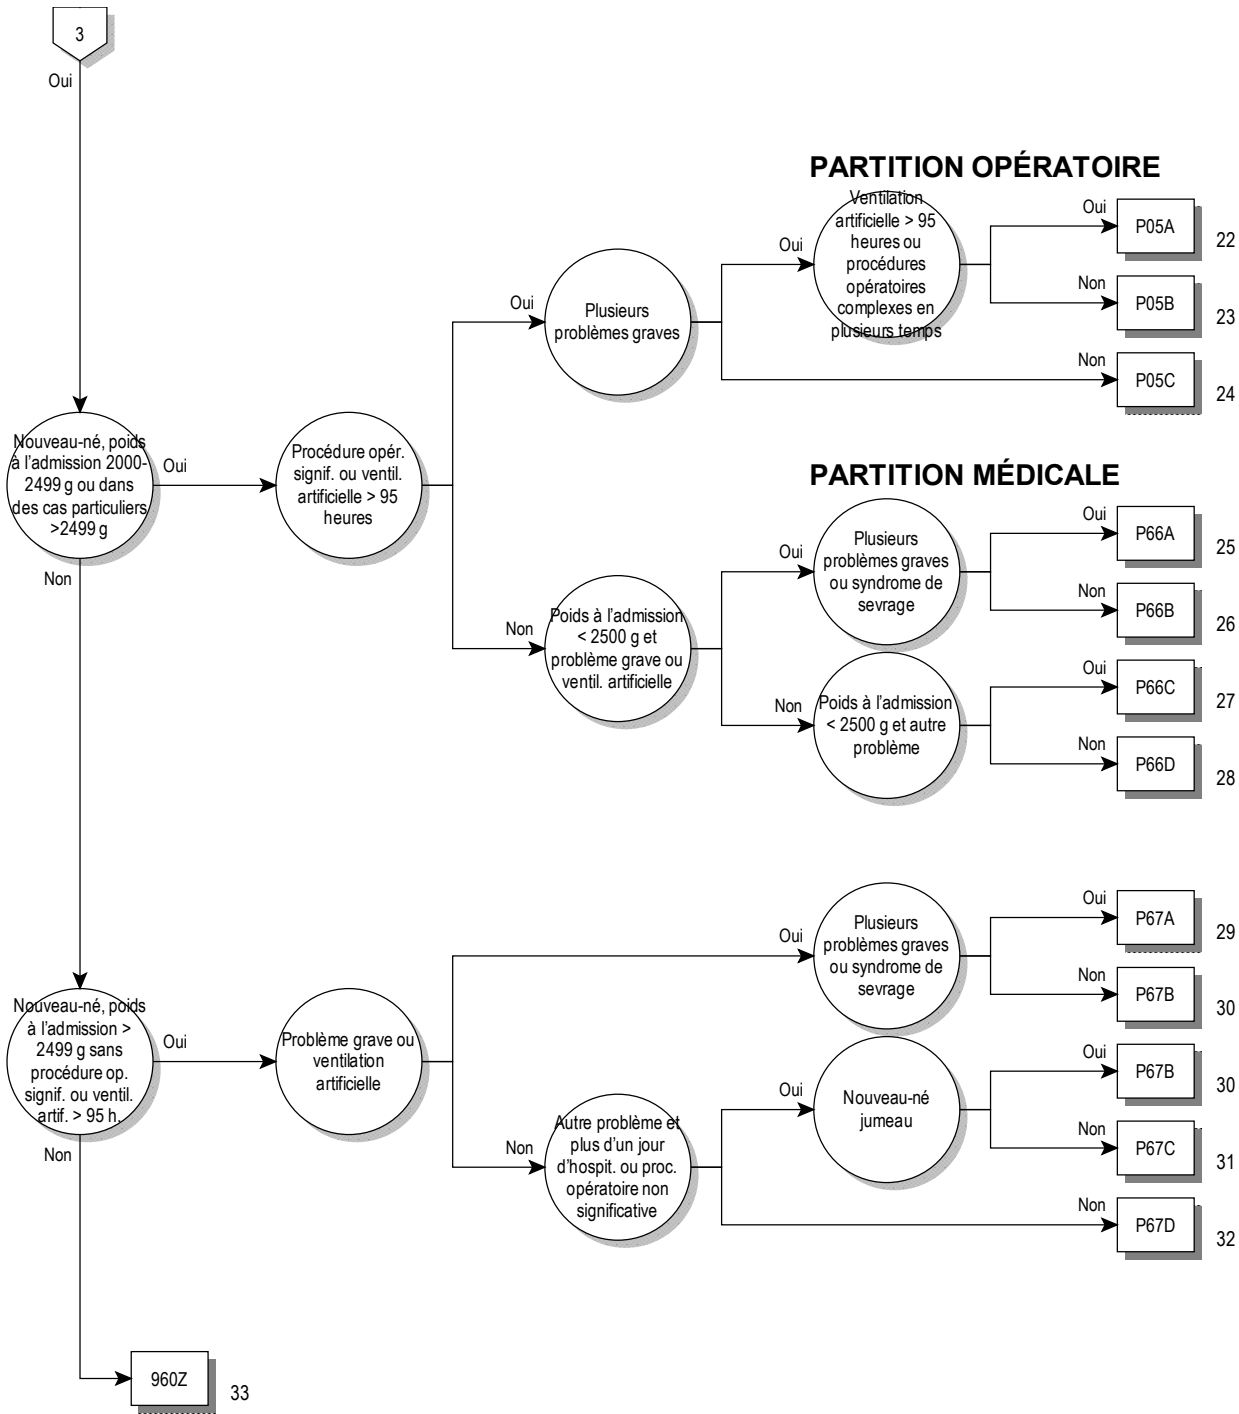 3
Oui
PARTITION OPÉRATOIRE
Ventilation
artificielle > 95
heures ou
procédures
opératoires
complexes en
plusieurs temps
Oui
Oui
P05A
22
Non
P05B
23
Oui
Plusieurs
problèmes graves
Non
P05C
24
Nouveau-né, poids
à l'admission 2000-
2499 g ou dans
des cas particuliers
>2499 g
Oui
Procédure opér.
signif. ou ventil.
artificielle > 95
heures
PARTITION MÉDICALE
Oui
Plusieurs
problèmes graves
ou syndrome de
sevrage
Oui
P66A
25
Non
P66B
26
Non
Non
Poids à l'admission
< 2500 g et
problème grave ou
ventil. artificielle
Non
Poids à l'admission
< 2500 g et autre
problème
Oui
P66C
27
Non
P66D
28
Oui
Plusieurs
problèmes graves
ou syndrome de
sevrage
Oui
P67A
29
Non
P67B
30
Nouveau-né, poids
à l'admission >
2499 g sans
procédure op.
signif. ou ventil.
artif. > 95 h.
Oui
Problème grave ou
ventilation
artificielle
Oui
Nouveau-né
jumeau
Oui
P67B
30
Non
P67C
31
Non
Non
Autre problème et
plus d'un jour
d'hospit. ou proc.
opératoire non
significative
Non
P67D
32
960Z
33